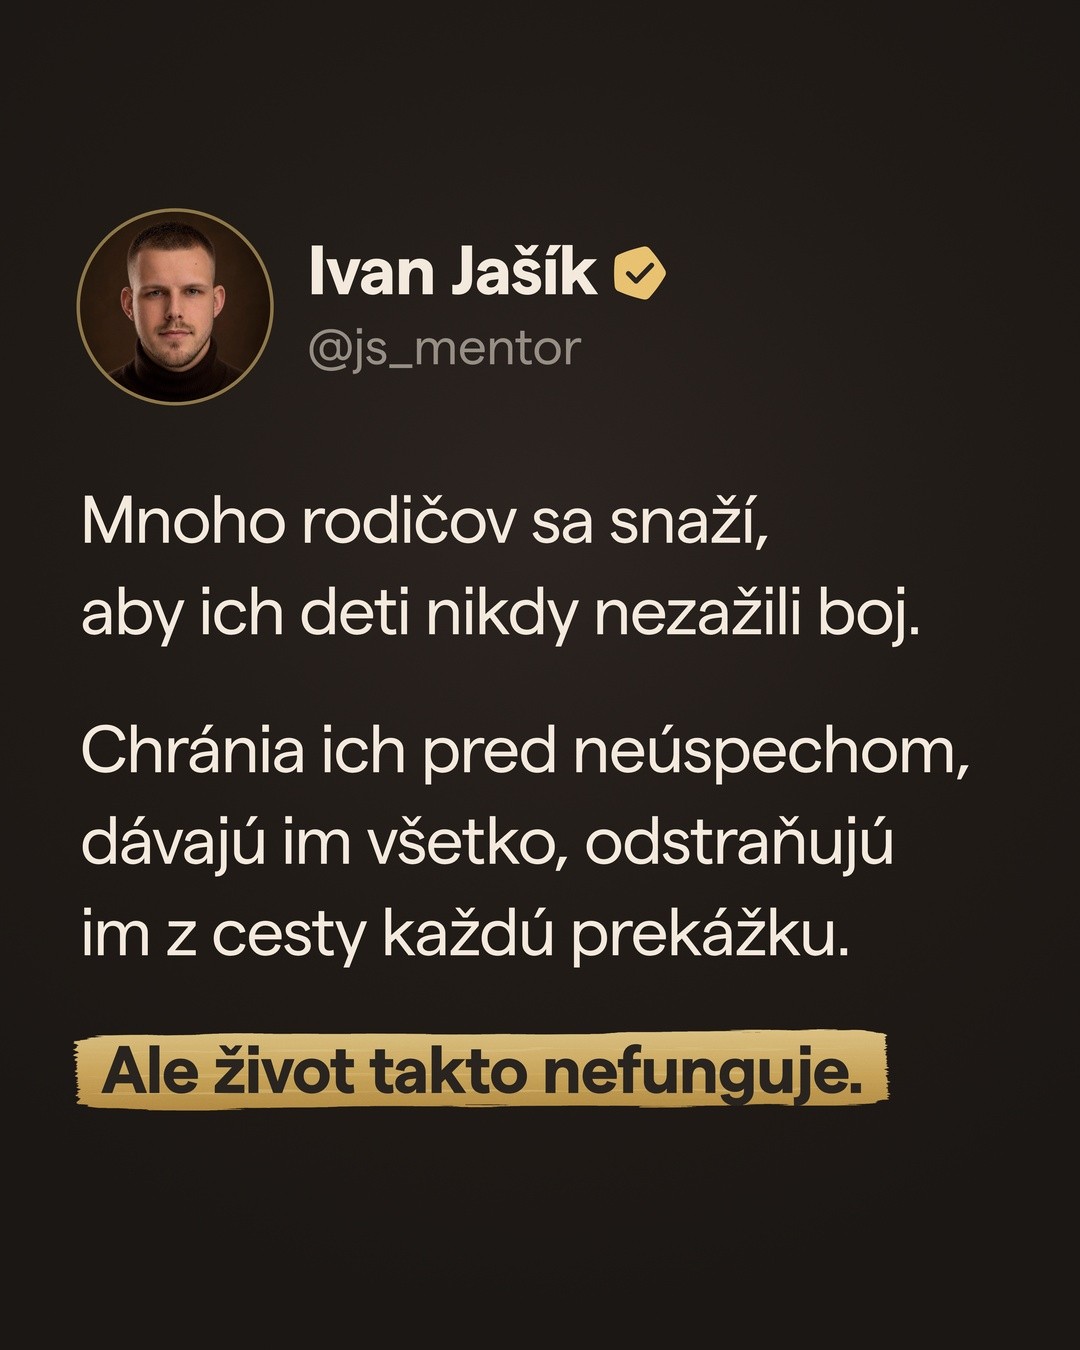 Ivan Jašík
@js_mentor
Mnoho rodičov sa snaží,
aby ich deti nikdy nezažili boj.
Chránia ich pred neúspechom,
dávajú im všetko, odstraňujú
im z cesty každú prekážku.
Ale život takto nefunguje.